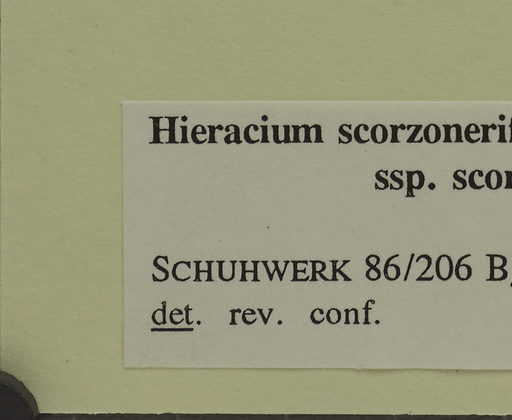 Hieracium scorzonerif
ssp. scor
SCHUHWERK 86/206 B
det. rev. conf.